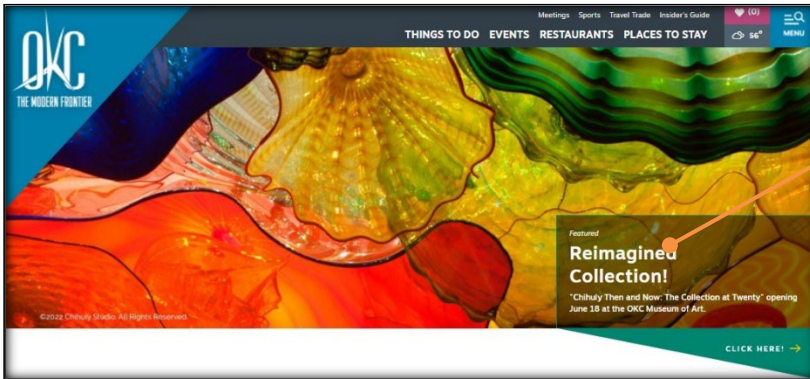 Meetings Sports Travel Trade Insider's Guide
(0)
MENU
THINGS TO DO EVENTS RESTAURANTS PLACES TO STAY
56°
OKC
THE MODERN FRONTIER
Featured
Reimagined
Collection!
"Chihuly Then and Now: The Collection at Twenty" opening
June 18 at the OKC Museum of Art.
©2022 Chihuly Studio. All Rights Reserved.
CLICK HERE! →